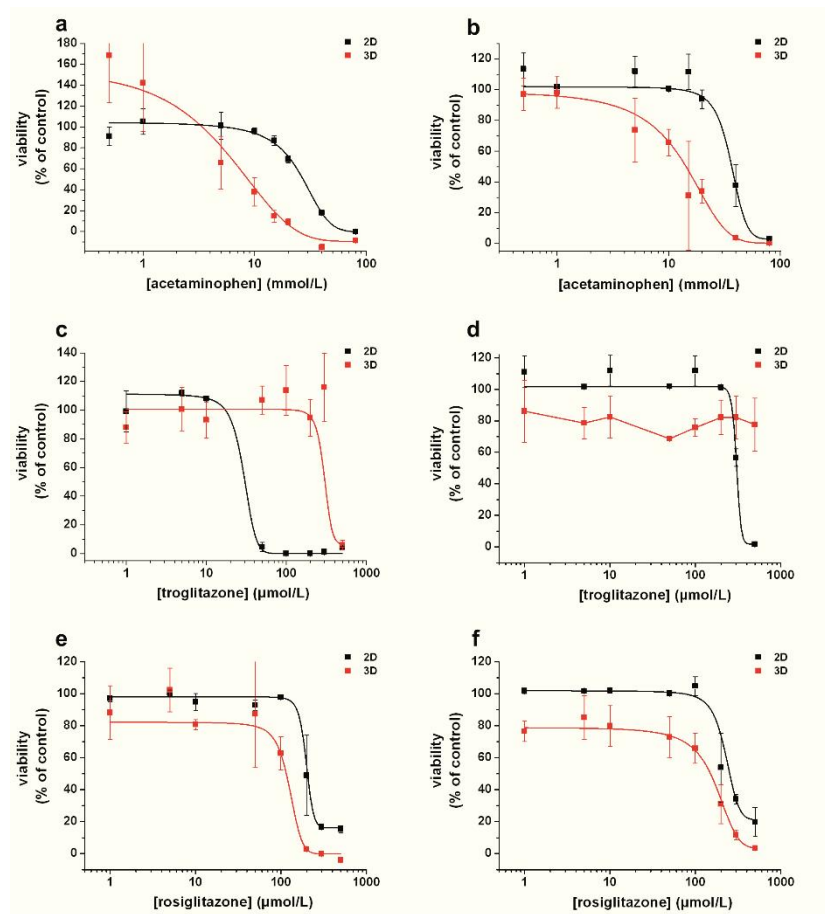 a
2D
3D
180
160
140
120
100
80
60
40
20
0
viability
(% of control)
1
10
100
[acetaminophen] (mmol/L)
b
2D
3D
120
100
80
60
40
20
0
viability
(% of control)
1
10
100
[acetaminophen] (mmol/L)
c
2D
3D
140
120
100
80
60
40
20
0
viability
(% of control)
1
10
100
1000
[troglitazone] (µmol/L)
d
2D
3D
120
100
80
60
40
20
0
viability
(% of control)
1
10
100
1000
[troglitazone] (µmol/L)
e
2D
3D
120
100
80
60
40
20
0
viability
(% of control)
1
10
100
1000
[rosiglitazone] (µmol/L)
f
2D
3D
120
100
80
60
40
20
0
viability
(% of control)
1
10
100
1000
[rosiglitazone] (µmol/L)